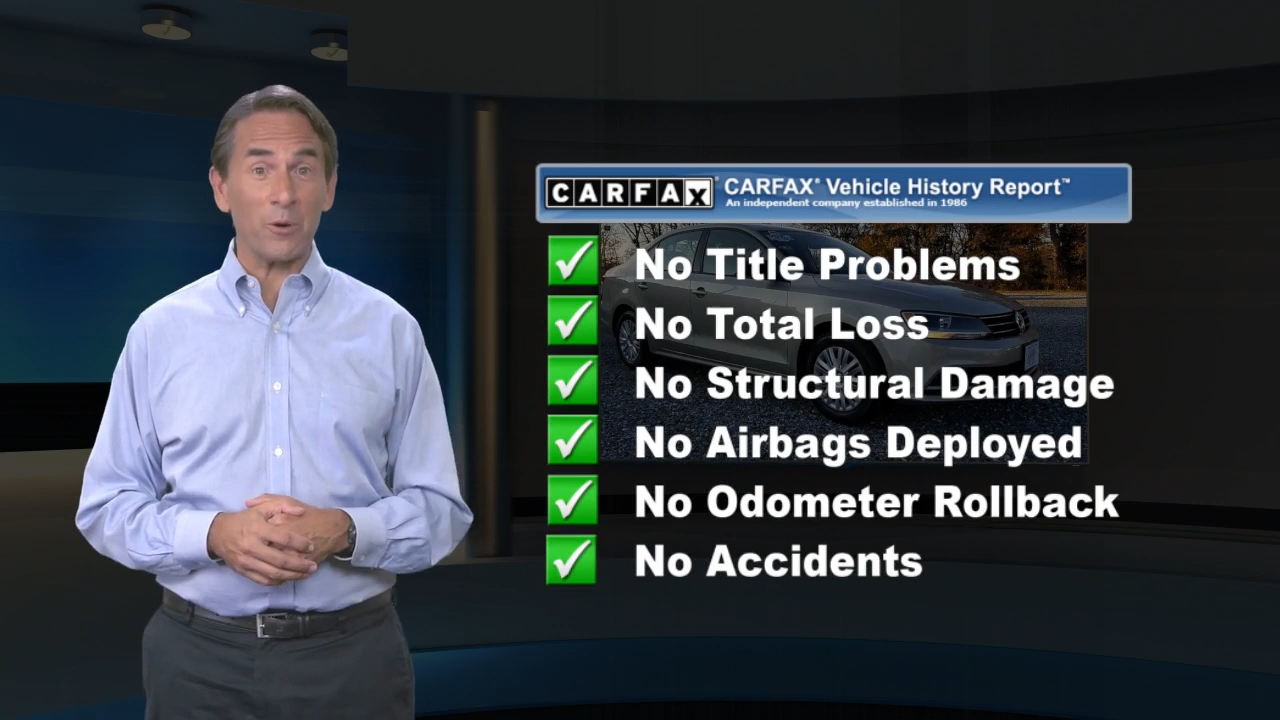 CARFAX® CARFAX® Vehicle History Report™
An independent company established in 1986
No Title Problems
No Total Loss
No Structural Damage
No Airbags Deployed
No Odometer Rollback
No Accidents